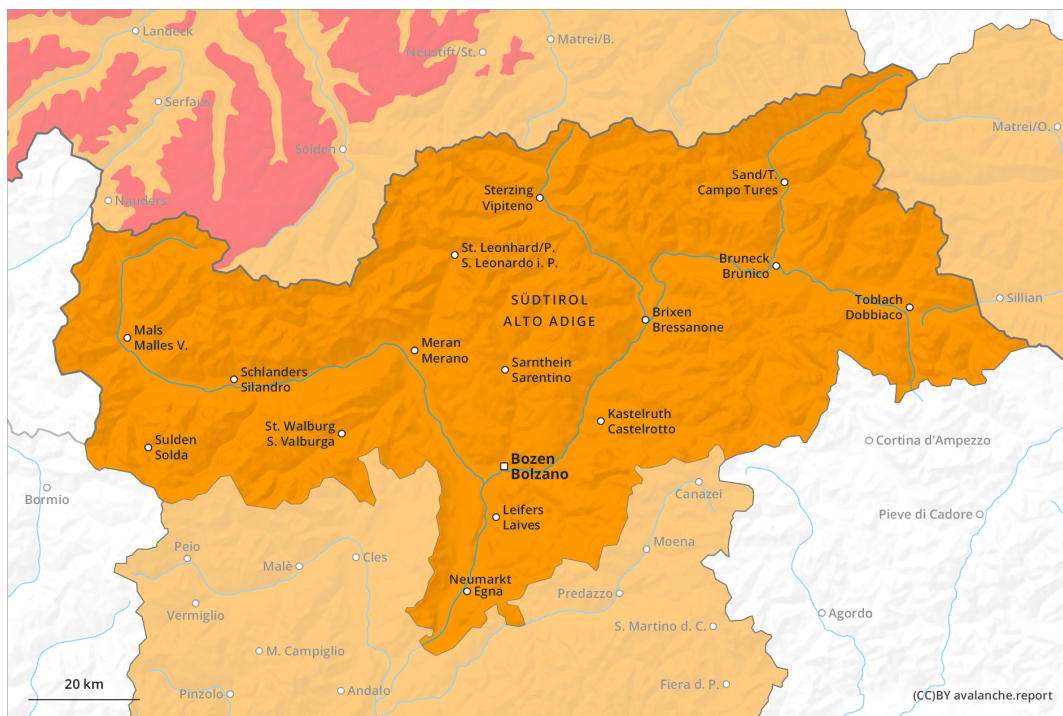 Landeck
Matrei/B.
Neustift/St.
Serfaus
Matrei/O.
Sölden
Sand/T.
Campo Tures
Nauders
Sterzing
Vipiteno
St. Leonhard/P.
S. Leonardo i. P.
Bruneck
Brunico
SÜDTIROL
ALTO ADIGE
Toblach
Dobbiaco
Sillian
Brixen
Bressanone
Mals
Malles V.
Meran
Merano
Sarnthein
Sarentino
Schlanders
Silandro
Kastelruth
Castelrotto
St. Walburg
S. Valburga
Sulden
Solda
Cortina d'Ampezzo
Bozen
Bolzano
Bormio
Canazei
Leifers
Laives
Pieve di Cadore
Peio
Moena
Malè
Cles
Neumarkt
Egna
Predazzo
Vermiglio
Agordo
S. Martino d. C.
M. Campiglio
20 km
Pinzolo
Andalo
Fiera d. P.
(CC)BY avalanche.report